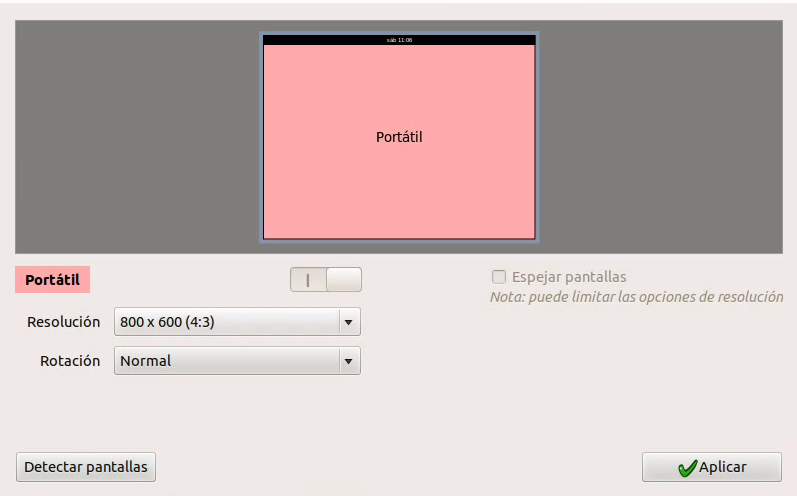 sáb 11:06
Portátil
Portátil
Espejar pantallas
Nota: puede limitar las opciones de resolución
Resolución 800 x 600 (4:3)
Rotación Normal
Detectar pantallas Aplicar